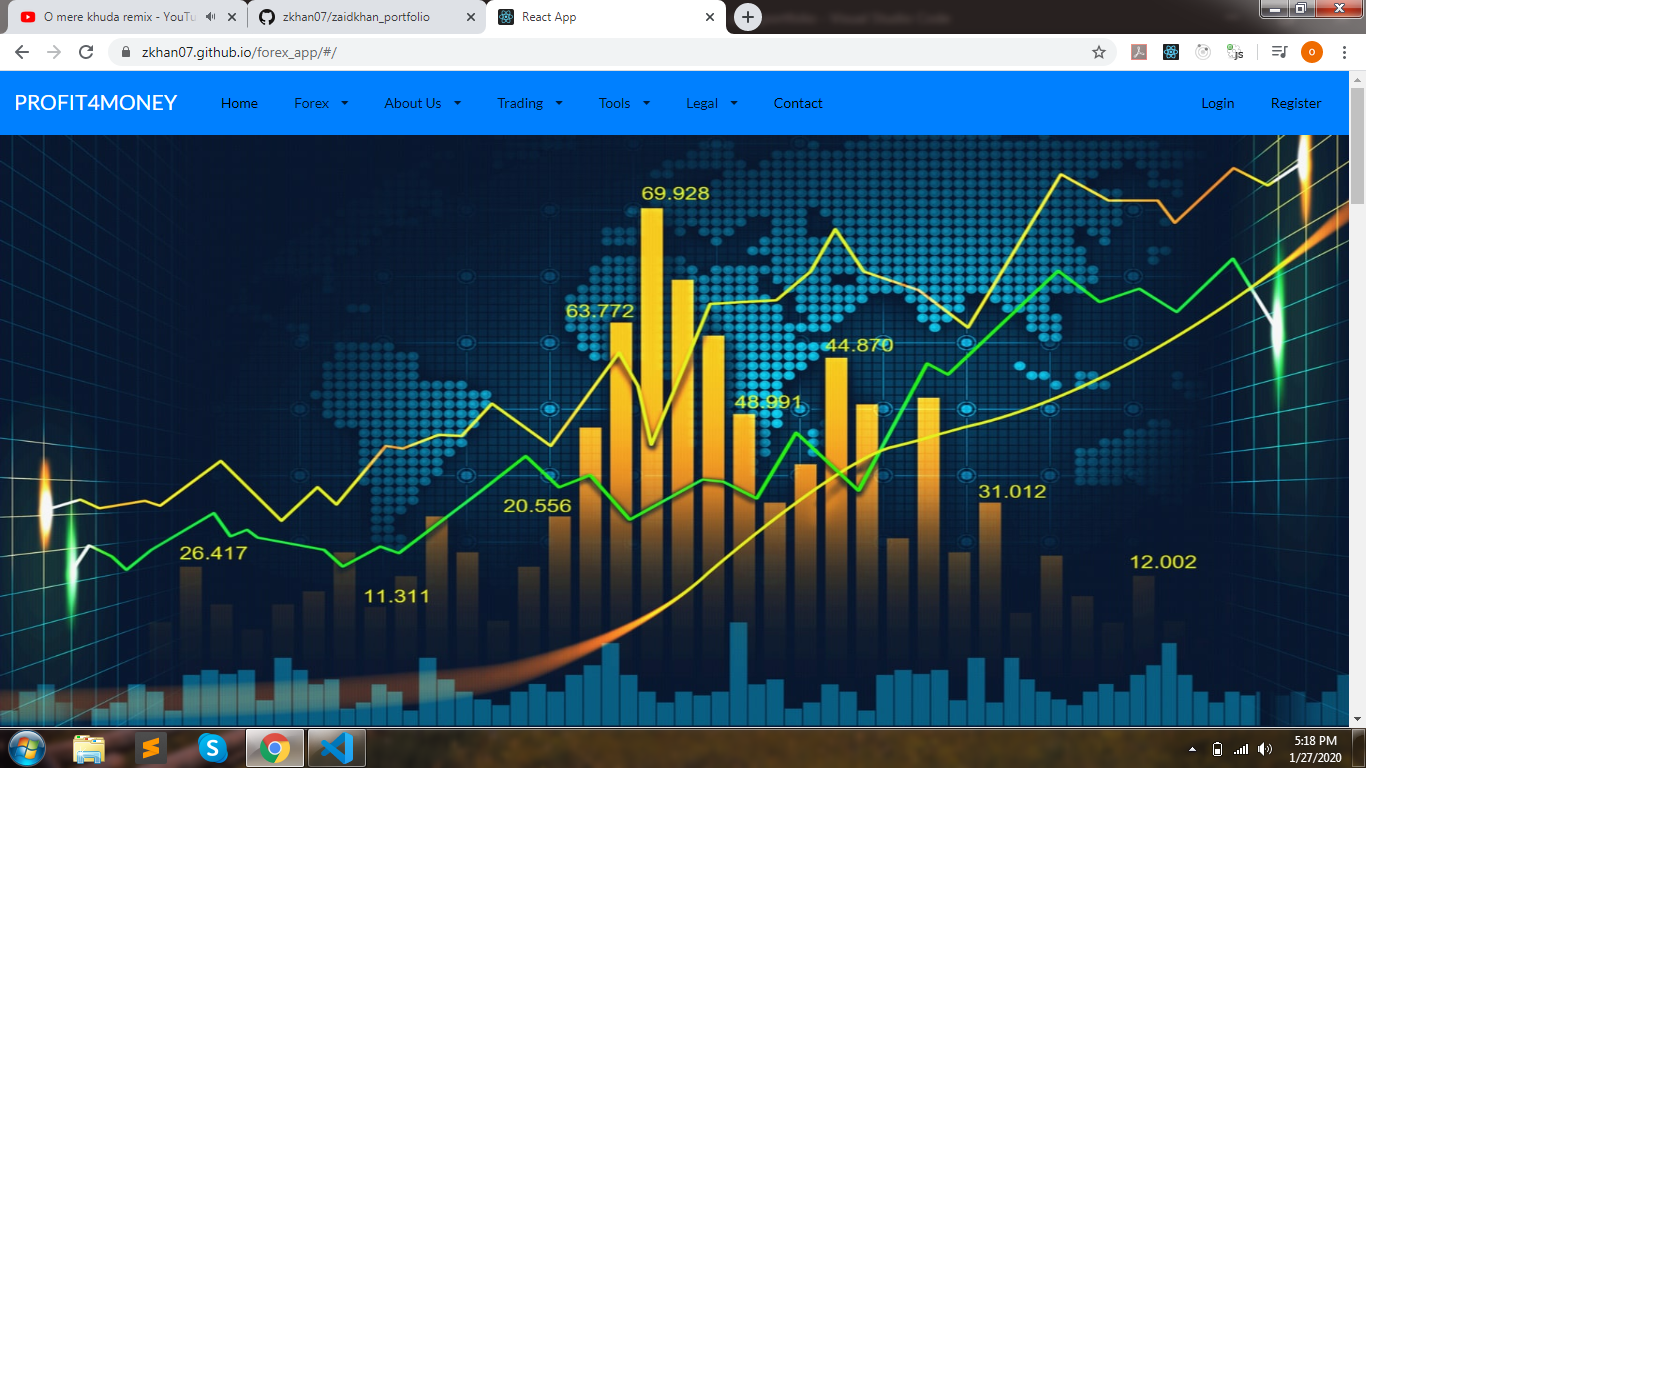 O mere khuda remix - YouTu
zkhan07/zaidkhan_portfolio
React App
zkhan07.github.io/forex_app/#/
PROFIT4MONEY Home Forex About Us Trading Tools Legal Contact Login Register
69.928
63.772
44.870
48.991
31.012
20.556
26.417
12.002
11.311
5:18 PM
1/27/2020